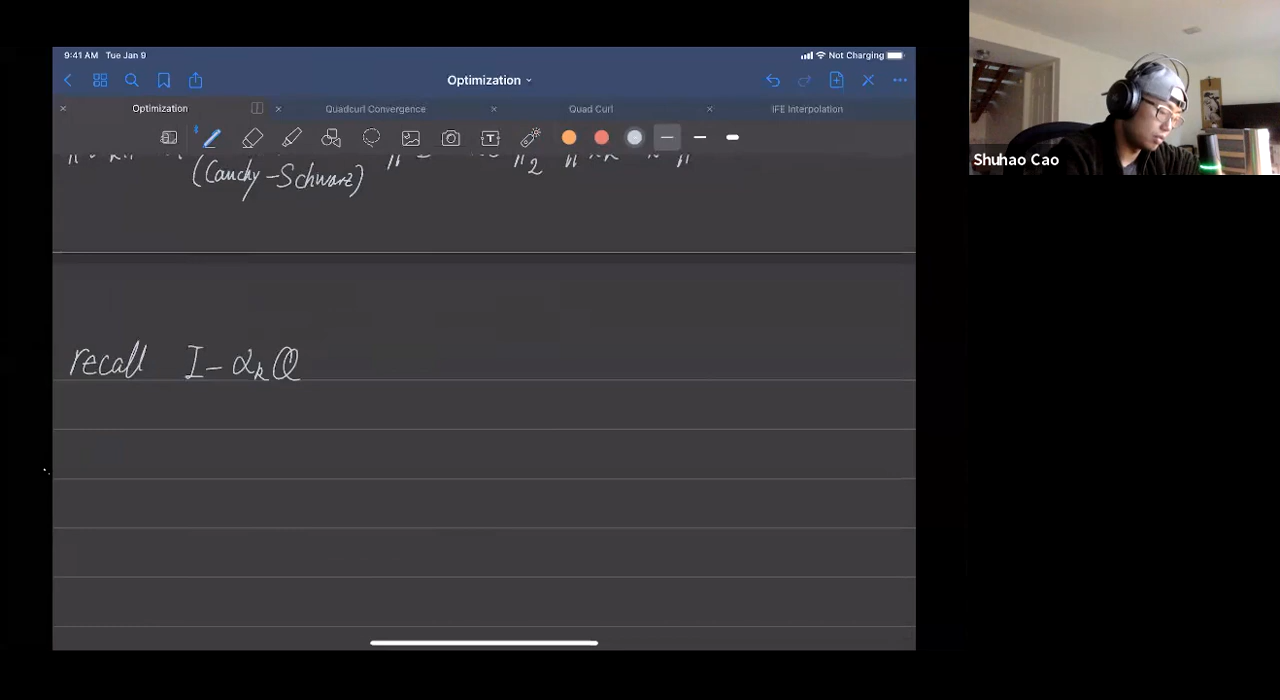 9:41 AM Tue Jan 9
Not Charging
Optimization
Optimization
Quadcurl Convergence
Quad Curl
IFE Interpolation
Shuhao Cao
(Cauchy-Schwarz)
recall I - αₖQ